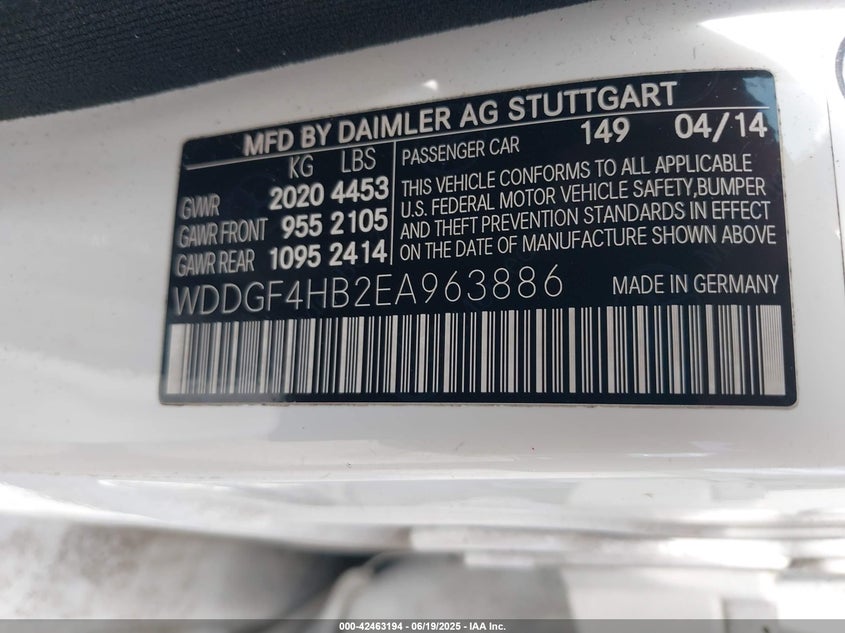 MFD BY DAIMLER AG STUTTGART
KG LBS
GVWR 2020 4453
GAWR FRONT 955 2105
GAWR REAR 1095 2414
PASSENGER CAR 149 04/14
THIS VEHICLE CONFORMS TO ALL APPLICABLE
U.S. FEDERAL MOTOR VEHICLE SAFETY,BUMPER
AND THEFT PREVENTION STANDARDS IN EFFECT
ON THE DATE OF MANUFACTURE SHOWN ABOVE
WDDGF4HB2EA963886 MADE IN GERMANY
000-42463194 - 06/19/2025 - IAA Inc.